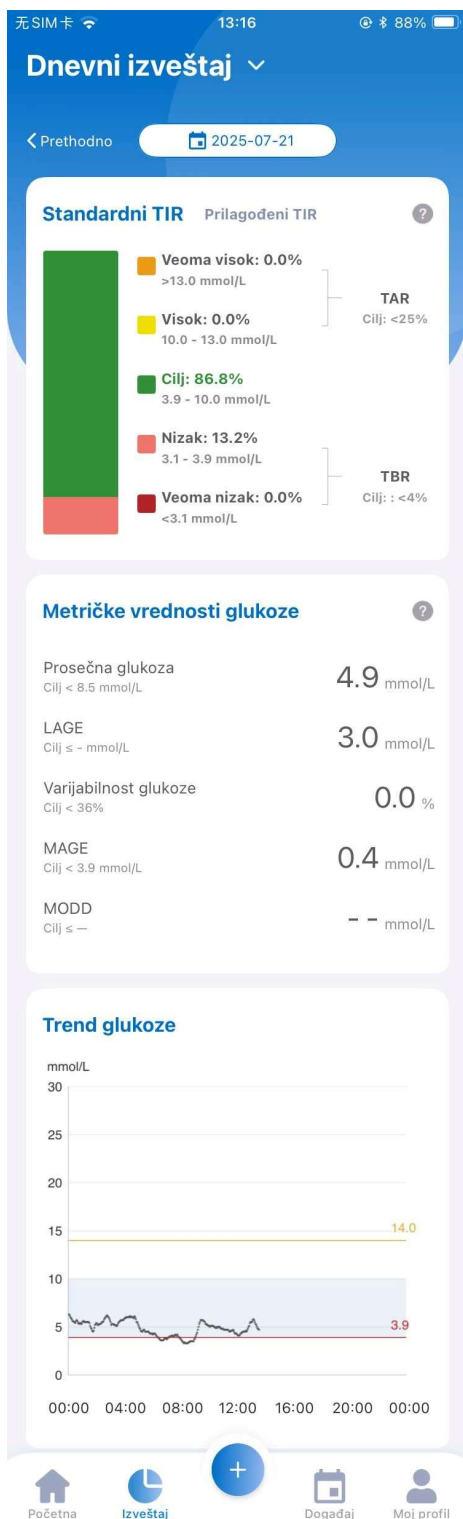 无SIM卡 13:16 88%
Dnevni izveštaj
Prethodno 2025-07-21
Standardni TIR Prilagođeni TIR ?
Veoma visok: 0.0%
>13.0 mmol/L
TAR
Cilj: <25%
Visok: 0.0%
10.0 - 13.0 mmol/L
Cilj: 86.8%
3.9 - 10.0 mmol/L
Nizak: 13.2%
3.1 - 3.9 mmol/L
TBR
Cilj: : <4%
Veoma nizak: 0.0%
<3.1 mmol/L
Metričke vrednosti glukoze ?
Prosečna glukoza 4.9 mmol/L
Cilj < 8.5 mmol/L
LAGE 3.0 mmol/L
Cilj ≤ - mmol/L
Varijabilnost glukoze 0.0 %
Cilj < 36%
MAGE 0.4 mmol/L
Cilj < 3.9 mmol/L
MODD - - mmol/L
Cilj ≤ —
Trend glukoze
mmol/L
30
25
20
15 14.0
10
5 3.9
0
00:00 04:00 08:00 12:00 16:00 20:00 00:00
+
Početna Izveštaj Događaj Moj profil